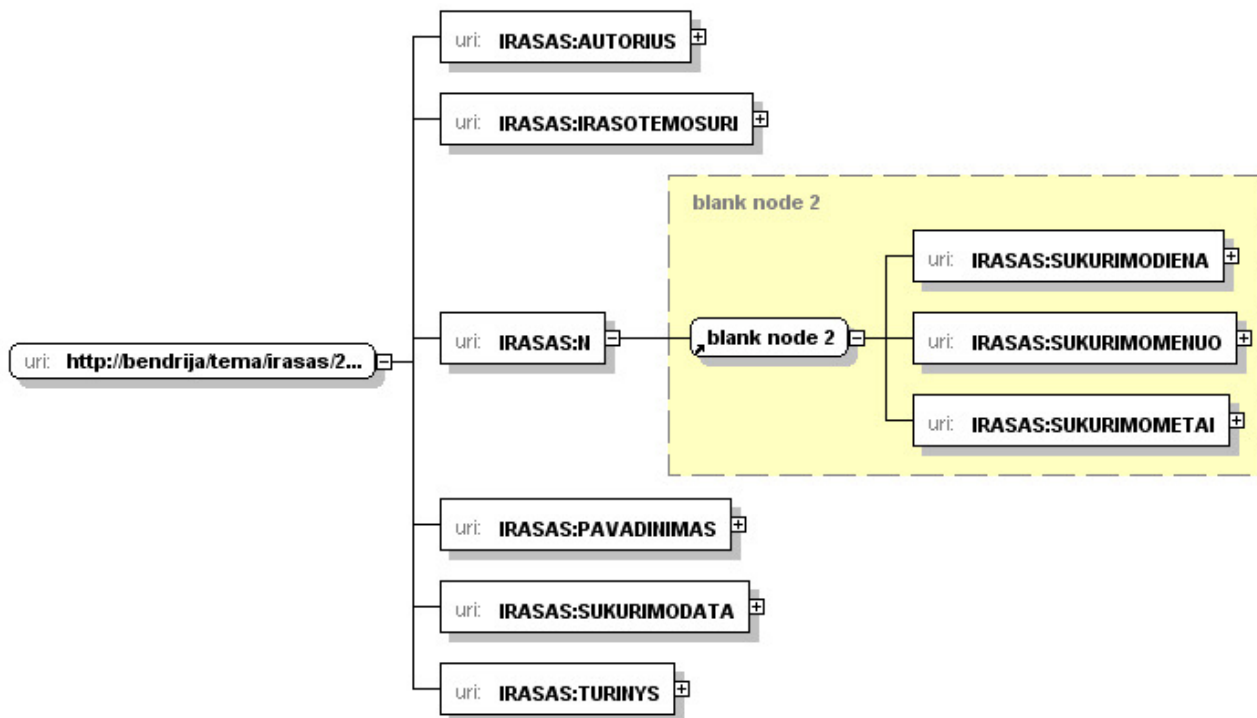 uri: IRASAS:AUTORIUS
uri: IRASAS:IRASOTEMOSURI
blank node 2
uri: IRASAS:SUKURIMODIENA
uri: http://bendrija/tema/irasas/2...
uri: IRASAS:N
blank node 2
uri: IRASAS:SUKURIMOMENUO
uri: IRASAS:SUKURIMOMETAI
uri: IRASAS:PAVADINIMAS
uri: IRASAS:SUKURIMODATA
uri: IRASAS:TURINYS